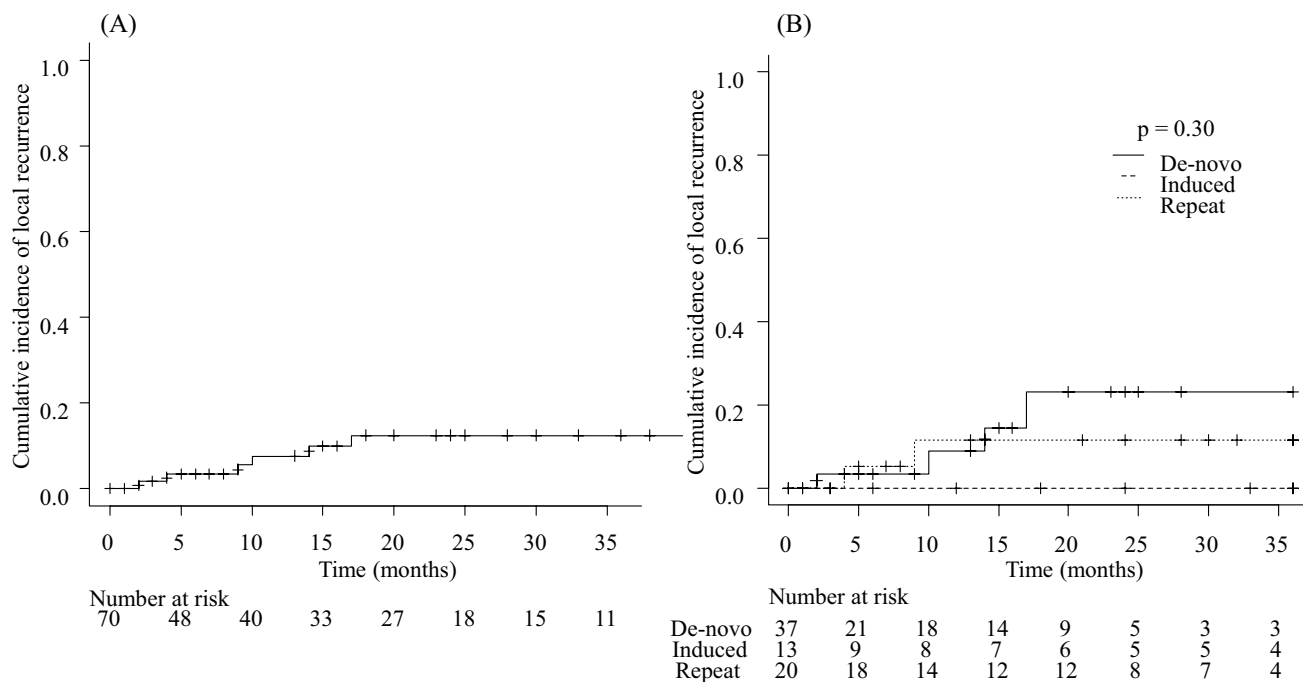 (A)
Cumulative incidence of local recurrence
1.0
0.8
0.6
0.4
0.2
0.0
0 5 10 15 20 25 30 35
Time (months)
Number at risk
70 48 40 33 27 18 15 11
(B)
Cumulative incidence of local recurrence
1.0
0.8
0.6
0.4
0.2
0.0
p = 0.30
De-novo
Induced
Repeat
0 5 10 15 20 25 30 35
Time (months)
Number at risk
De-novo 37 21 18 14 9 5 3 3
Induced 13 9 8 7 6 5 5 4
Repeat 20 18 14 12 12 8 7 4